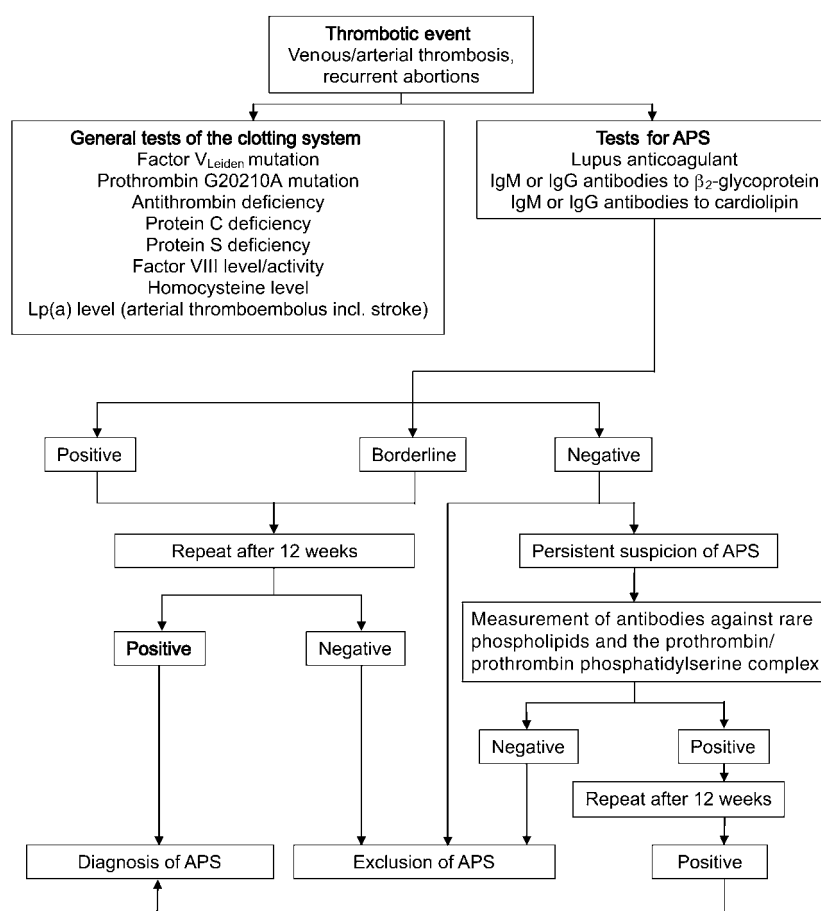 Thrombotic event
Venous/arterial thrombosis,
recurrent abortions
General tests of the clotting system
Factor V Leiden mutation
Prothrombin G20210A mutation
Antithrombin deficiency
Protein C deficiency
Protein S deficiency
Factor VIII level/activity
Homocysteine level
Lp(a) level (arterial thromboembolus incl. stroke)
Tests for APS
Lupus anticoagulant
IgM or IgG antibodies to β₂-glycoprotein
IgM or IgG antibodies to cardiolipin
Positive
Borderline
Negative
Repeat after 12 weeks
Persistent suspicion of APS
Positive
Negative
Measurement of antibodies against rare
phospholipids and the prothrombin/
prothrombin phosphatidylserine complex
Negative
Positive
Repeat after 12 weeks
Diagnosis of APS
Exclusion of APS
Positive